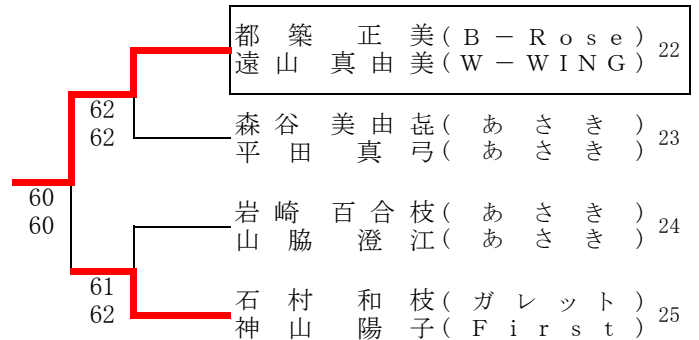 都築 正美(B－Rose)
遠山 真由美(W－WING)
22
62
62
森谷 美由㐂(あさき)
平田 真弓(あさき)
23
60
60
岩崎 百合枝(あさき)
山脇 澄江(あさき)
24
61
62
石村 和枝(ガレット)
神山 陽子(First)
25